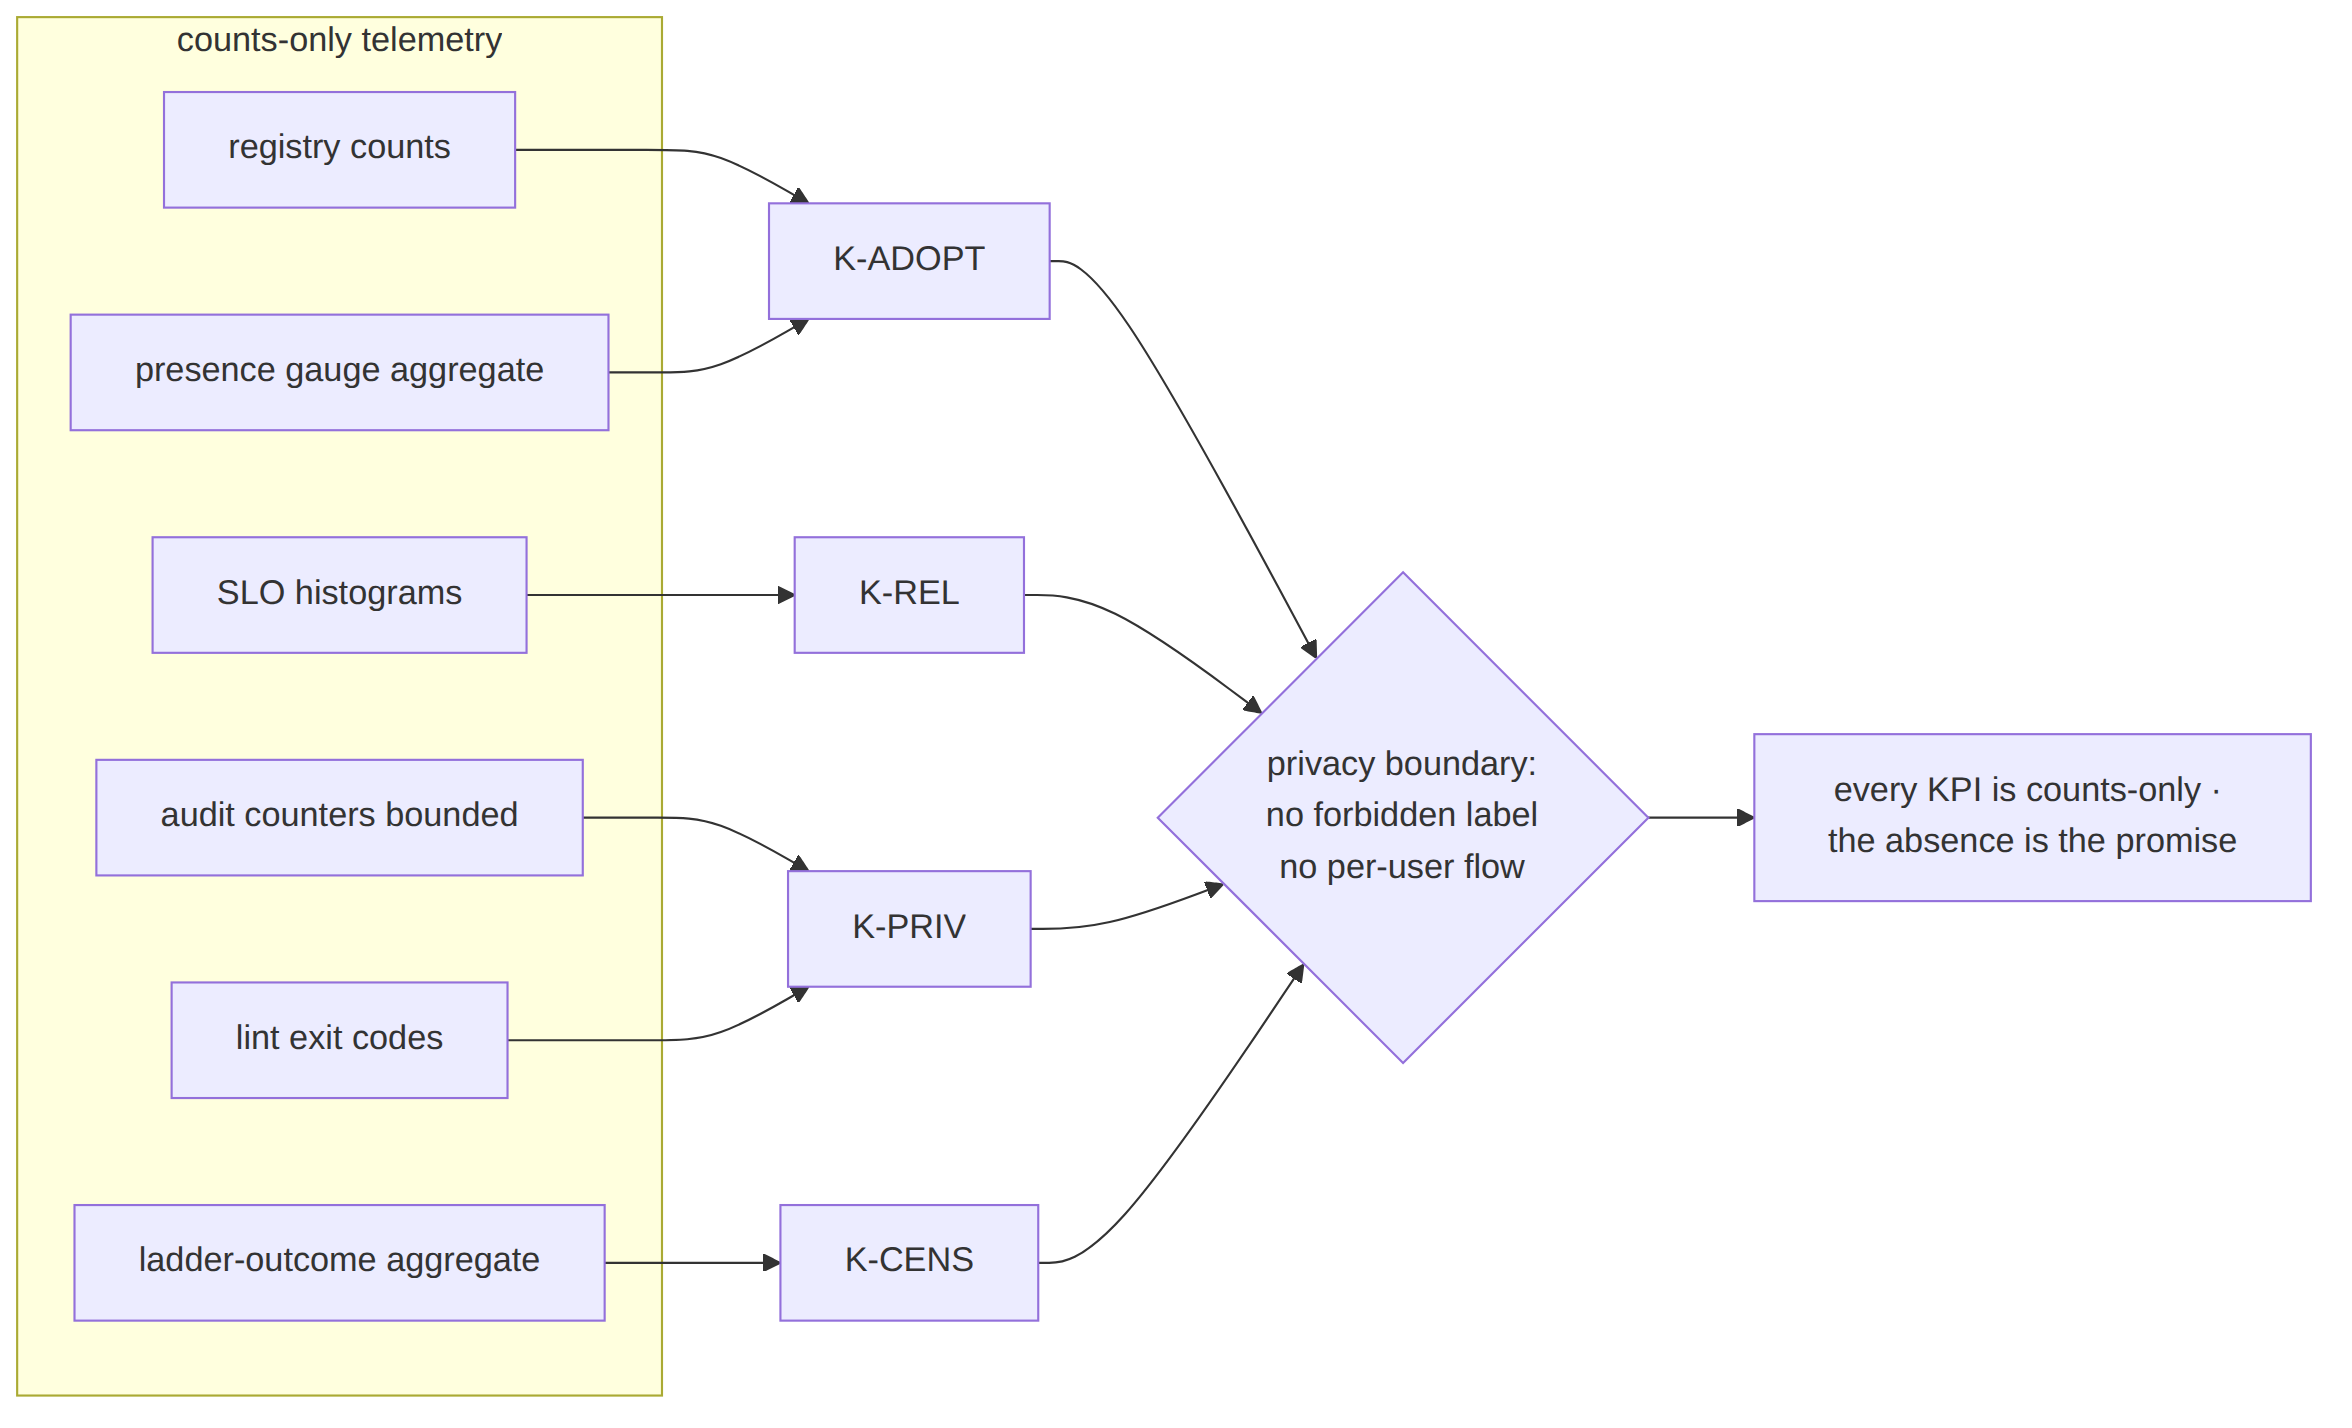 counts-only telemetry
registry counts
presence gauge aggregate
SLO histograms
audit counters bounded
lint exit codes
ladder-outcome aggregate
K-ADOPT
K-REL
K-PRIV
K-CENS
privacy boundary:
no forbidden label
no per-user flow
every KPI is counts-only ·
the absence is the promise